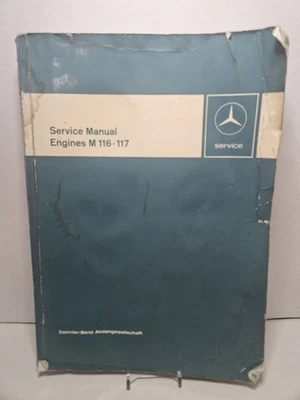 Service Manual
Engines M 116-117
service
Daimler-Benz Aktiengesellschaft